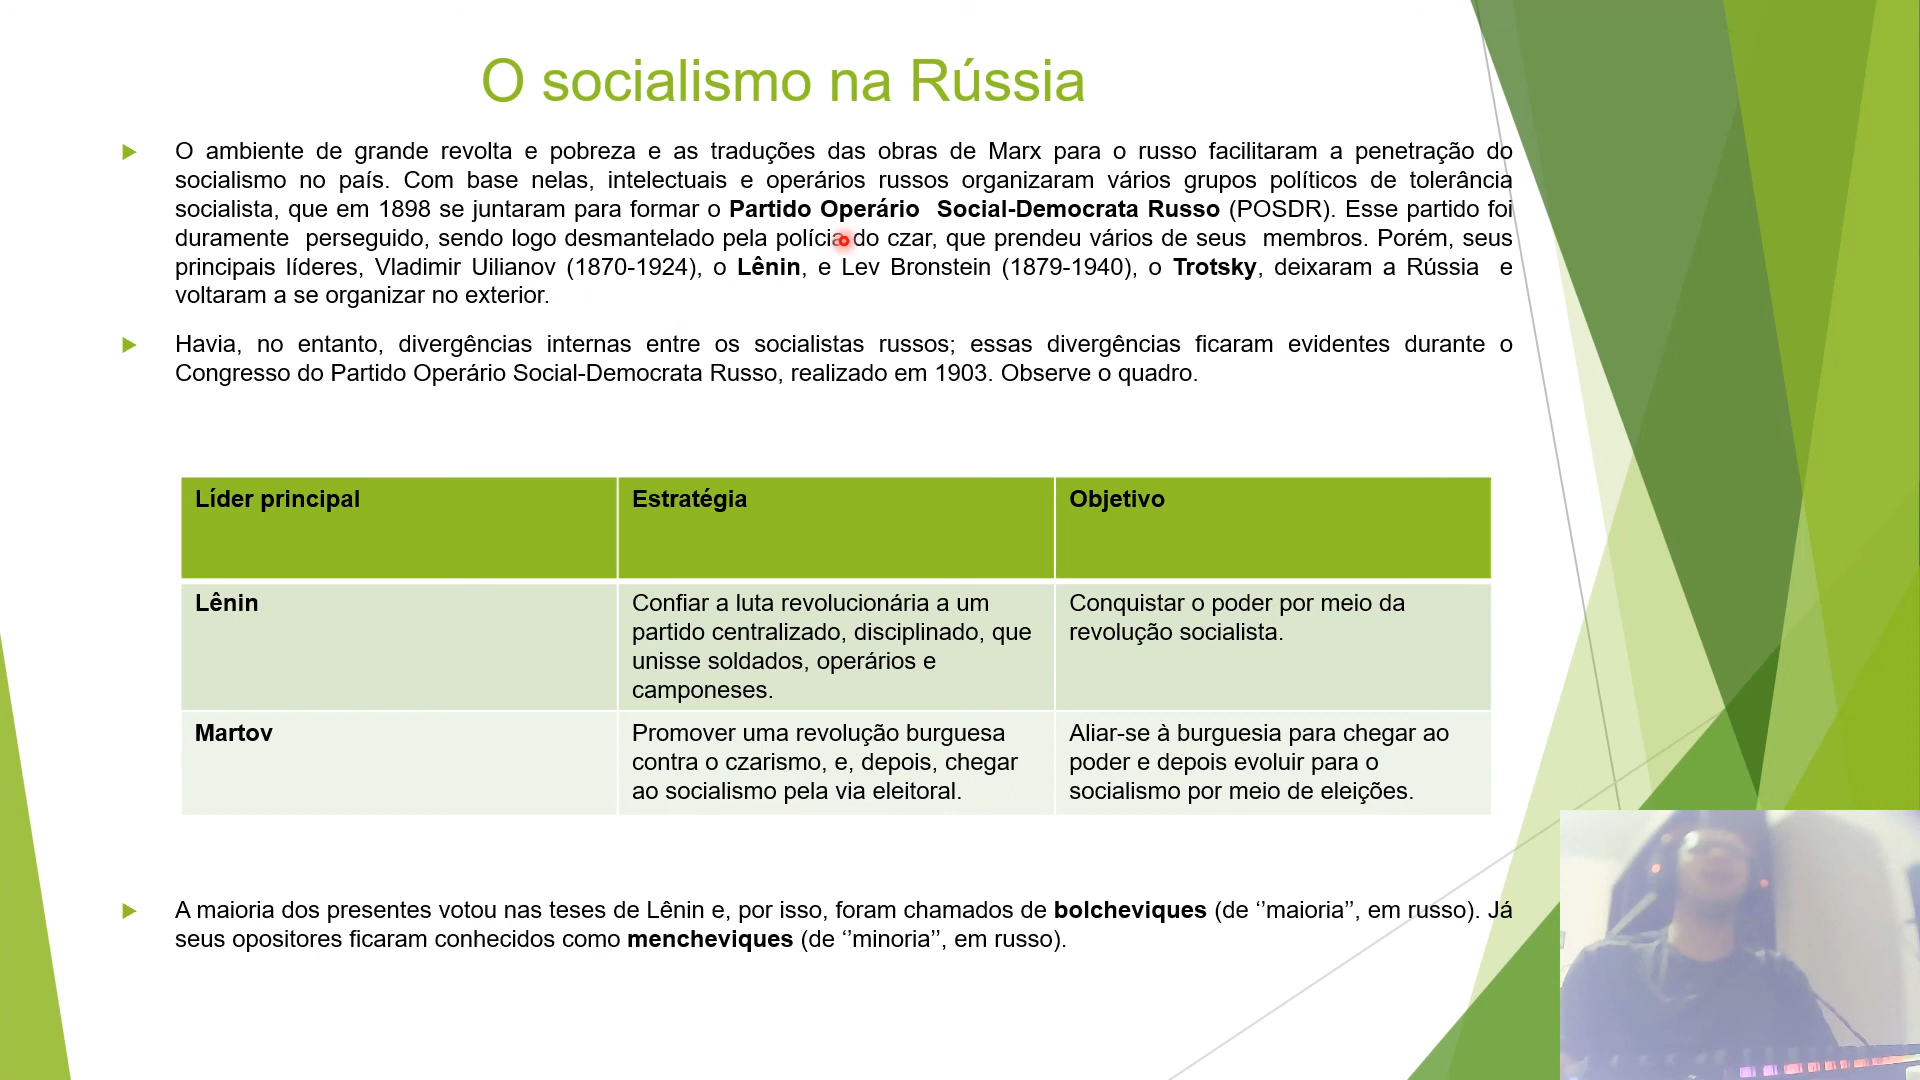 O socialismo na Rússia
O ambiente de grande revolta e pobreza e as traduções das obras de Marx para o russo facilitaram a penetração do
socialismo no país. Com base nelas, intelectuais e operários russos organizaram vários grupos políticos de tolerância
socialista, que em 1898 se juntaram para formar o Partido Operário Social-Democrata Russo (POSDR). Esse partido foi
duramente perseguido, sendo logo desmantelado pela polícia do czar, que prendeu vários de seus membros. Porém, seus
principais líderes, Vladimir Uilianov (1870-1924), o Lênin, e Lev Bronstein (1879-1940), o Trotsky, deixaram a Rússia e
voltaram a se organizar no exterior.
Havia, no entanto, divergências internas entre os socialistas russos; essas divergências ficaram evidentes durante o
Congresso do Partido Operário Social-Democrata Russo, realizado em 1903. Observe o quadro.
Líder principal
Estratégia
Objetivo
Lênin
Confiar a luta revolucionária a um
partido centralizado, disciplinado, que
unisse soldados, operários e
camponeses.
Conquistar o poder por meio da
revolução socialista.
Martov
Promover uma revolução burguesa
contra o czarismo, e, depois, chegar
ao socialismo pela via eleitoral.
Aliar-se à burguesia para chegar ao
poder e depois evoluir para o
socialismo por meio de eleições.
A maioria dos presentes votou nas teses de Lênin e, por isso, foram chamados de bolcheviques (de ‘’maioria’’, em russo). Já
seus opositores ficaram conhecidos como mencheviques (de ‘’minoria’’, em russo).